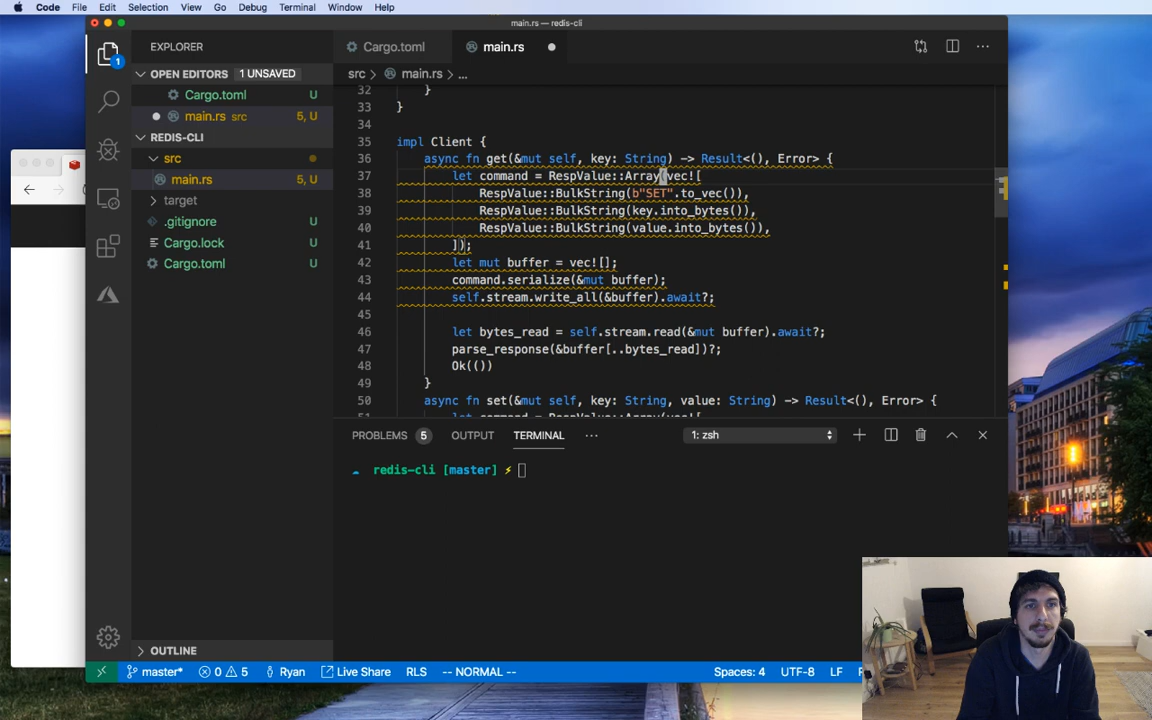 Code File Edit Selection View Go Debug Terminal Window Help
main.rs — redis-cli
EXPLORER
OPEN EDITORS 1 UNSAVED
Cargo.toml U
main.rs src 5, U
REDIS-CLI
src
main.rs 5, U
target
.gitignore U
Cargo.lock U
Cargo.toml U
OUTLINE
1
Cargo.toml main.rs
src > main.rs > ...
32 }
33 }
34
35 impl Client {
36 async fn get(&mut self, key: String) -> Result<(), Error> {
37 let command = RespValue::Array(vec![
38 RespValue::BulkString(b"SET".to_vec()),
39 RespValue::BulkString(key.into_bytes()),
40 RespValue::BulkString(value.into_bytes()),
41 ]);
42 let mut buffer = vec![];
43 command.serialize(&mut buffer);
44 self.stream.write_all(&buffer).await?;
45
46 let bytes_read = self.stream.read(&mut buffer).await?;
47 parse_response(&buffer[..bytes_read])?;
48 Ok(())
49 }
50 async fn set(&mut self, key: String, value: String) -> Result<(), Error> {
51 let command = RespValue::Array(vec![
PROBLEMS 5 OUTPUT TERMINAL ... 1: zsh
redis-cli [master] ⚡
master* 0 5 Ryan Live Share RLS -- NORMAL -- Spaces: 4 UTF-8 LF